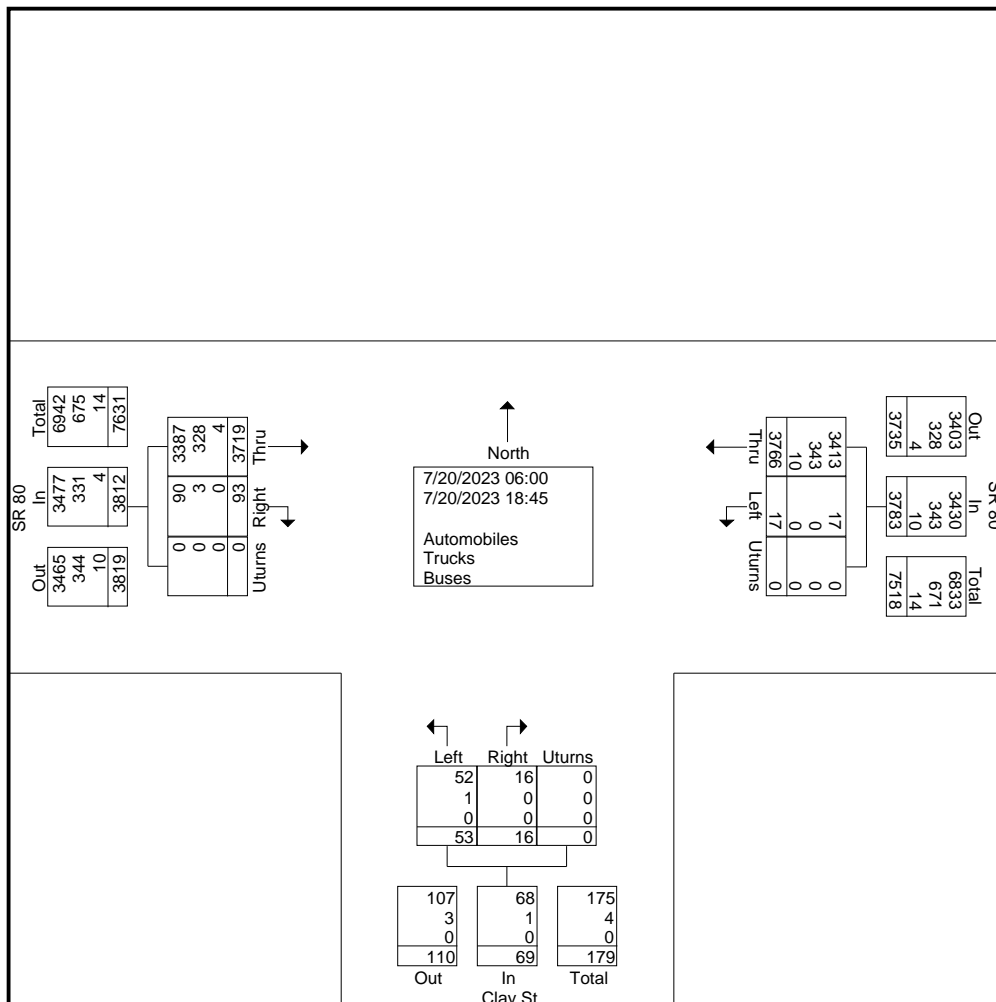 SR 80
Total
6942
675
14
7631
In
3477
331
4
3812
Out
3465
344
10
3819
3387
328
4
3719
Thru
90
3
0
93
Right
0
0
0
0
Uturns
North
7/20/2023 06:00
7/20/2023 18:45
Automobiles
Trucks
Buses
Thru
3413
343
10
3766
Left
17
0
0
17
Uturns
0
0
0
0
SR 80
Out
3403
328
4
3735
In
3430
343
10
3783
Total
6833
671
14
7518
Left Right Uturns
52 16 0
1 0 0
0 0 0
53 16 0
107 68 175
3 1 4
0 0 0
110 69 179
Out In Total
Clay St